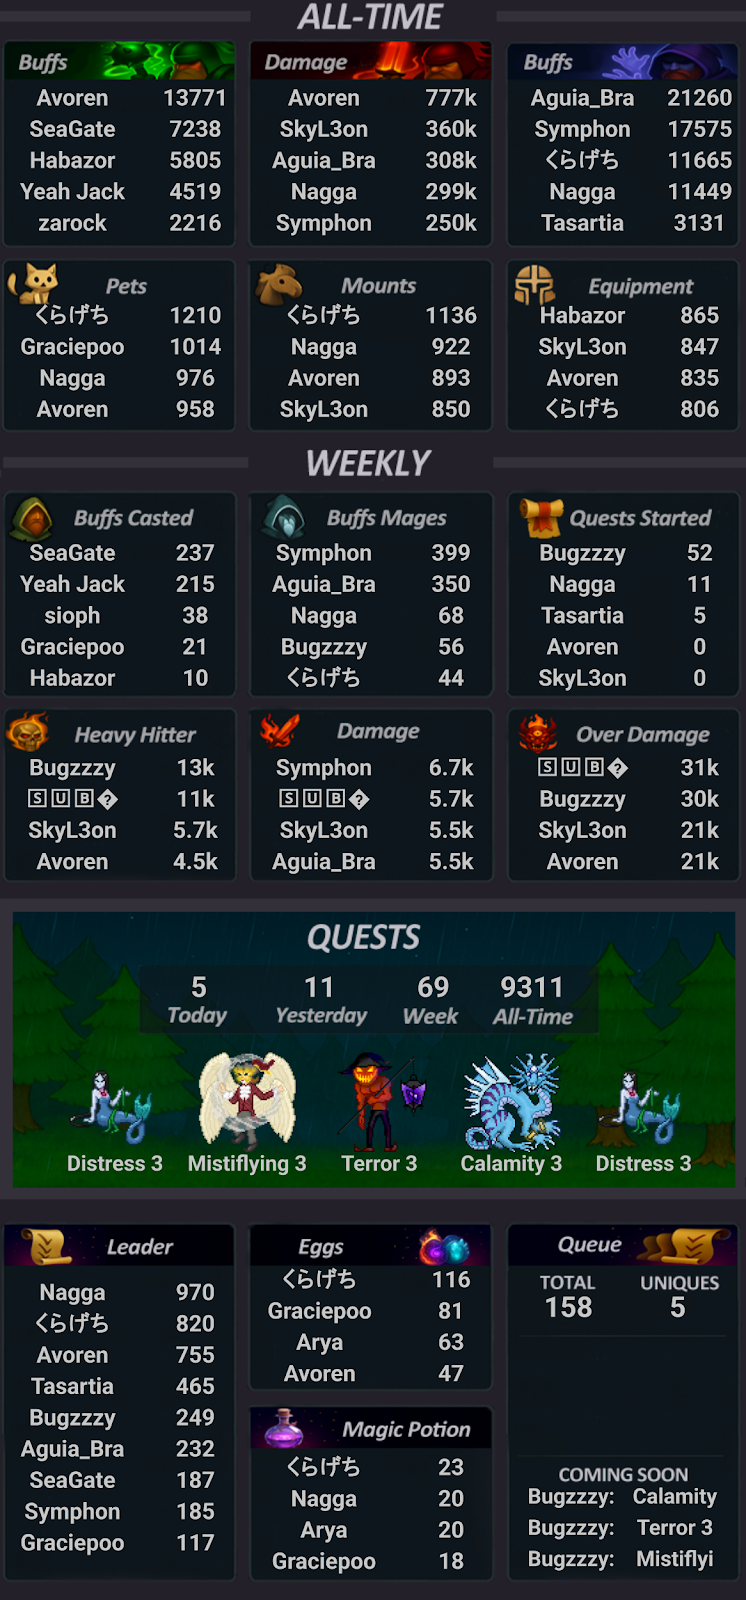 ALL-TIME
Buffs
Avoren 13771
SeaGate 7238
Habazor 5805
Yeah Jack 4519
zarock 2216
Damage
Avoren 777k
SkyL3on 360k
Aguia_Bra 308k
Nagga 299k
Symphon 250k
Buffs
Aguia_Bra 21260
Symphon 17575
くらげち 11665
Nagga 11449
Tasartia 3131
Pets
くらげち 1210
Graciepoo 1014
Nagga 976
Avoren 958
Mounts
くらげち 1136
Nagga 922
Avoren 893
SkyL3on 850
Equipment
Habazor 865
SkyL3on 847
Avoren 835
くらげち 806
WEEKLY
Buffs Casted
SeaGate 237
Yeah Jack 215
sioph 38
Graciepoo 21
Habazor 10
Buffs Mages
Symphon 399
Aguia_Bra 350
Nagga 68
Bugzzzy 56
くらげち 44
Quests Started
Bugzzzy 52
Nagga 11
Tasartia 5
Avoren 0
SkyL3on 0
Heavy Hitter
Bugzzzy 13k
🅂🅄🄱� 11k
SkyL3on 5.7k
Avoren 4.5k
Damage
Symphon 6.7k
🅂🅄🄱� 5.7k
SkyL3on 5.5k
Aguia_Bra 5.5k
Over Damage
🅂🅄🄱� 31k
Bugzzzy 30k
SkyL3on 21k
Avoren 21k
QUESTS
5 11 69 9311
Today Yesterday Week All-Time
Distress 3 Mistiflying 3 Terror 3 Calamity 3 Distress 3
Leader
Nagga 970
くらげち 820
Avoren 755
Tasartia 465
Bugzzzy 249
Aguia_Bra 232
SeaGate 187
Symphon 185
Graciepoo 117
Eggs
くらげち 116
Graciepoo 81
Arya 63
Avoren 47
Magic Potion
くらげち 23
Nagga 20
Arya 20
Graciepoo 18
Queue
TOTAL UNIQUES
158 5
COMING SOON
Bugzzzy: Calamity
Bugzzzy: Terror 3
Bugzzzy: Mistiflyi